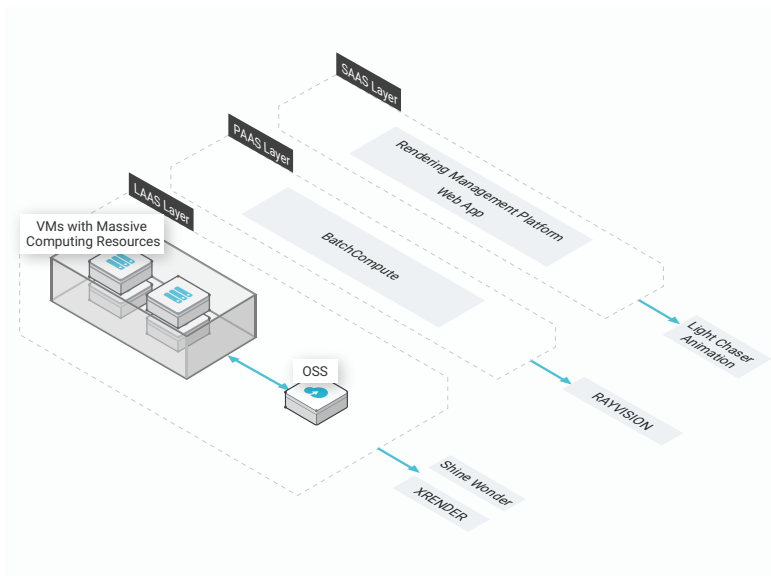 SAAS Layer
Rendering Management Platform
Web App
Light Chaser
Animation
PAAS Layer
BatchCompute
RAYVISION
LAAS Layer
VMs with Massive
Computing Resources
OSS
Shine Wonder
XRENDER